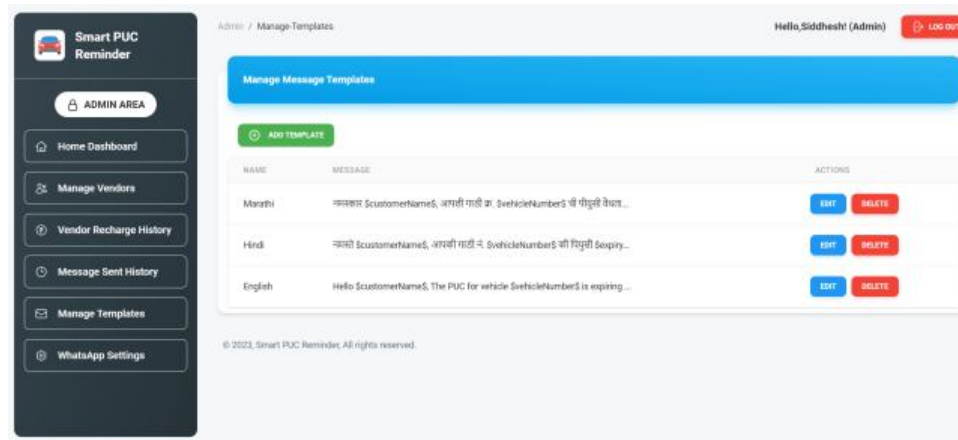 Smart PUC
Reminder
ADMIN AREA
Home Dashboard
Manage Vendors
Vendor Recharge History
Message Sent History
Manage Templates
WhatsApp Settings
Admin / Manage-Templates
Hello,Siddhesh! (Admin)
LOG OUT
Manage Message Templates
ADD TEMPLATE
NAME MESSAGE ACTIONS
Marathi नमस्कार $customerName$, आपली गाडी क्र. $vehicleNumber$ ची पीयुसी वैधता... EDIT DELETE
Hindi नमस्ते $customerName$, आपकी गाडी नं. $vehicleNumber$ की पियुसी $expiry... EDIT DELETE
English Hello $customerName$, The PUC for vehicle $vehicleNumber$ is expiring ... EDIT DELETE
© 2023, Smart PUC Reminder, All rights reserved.